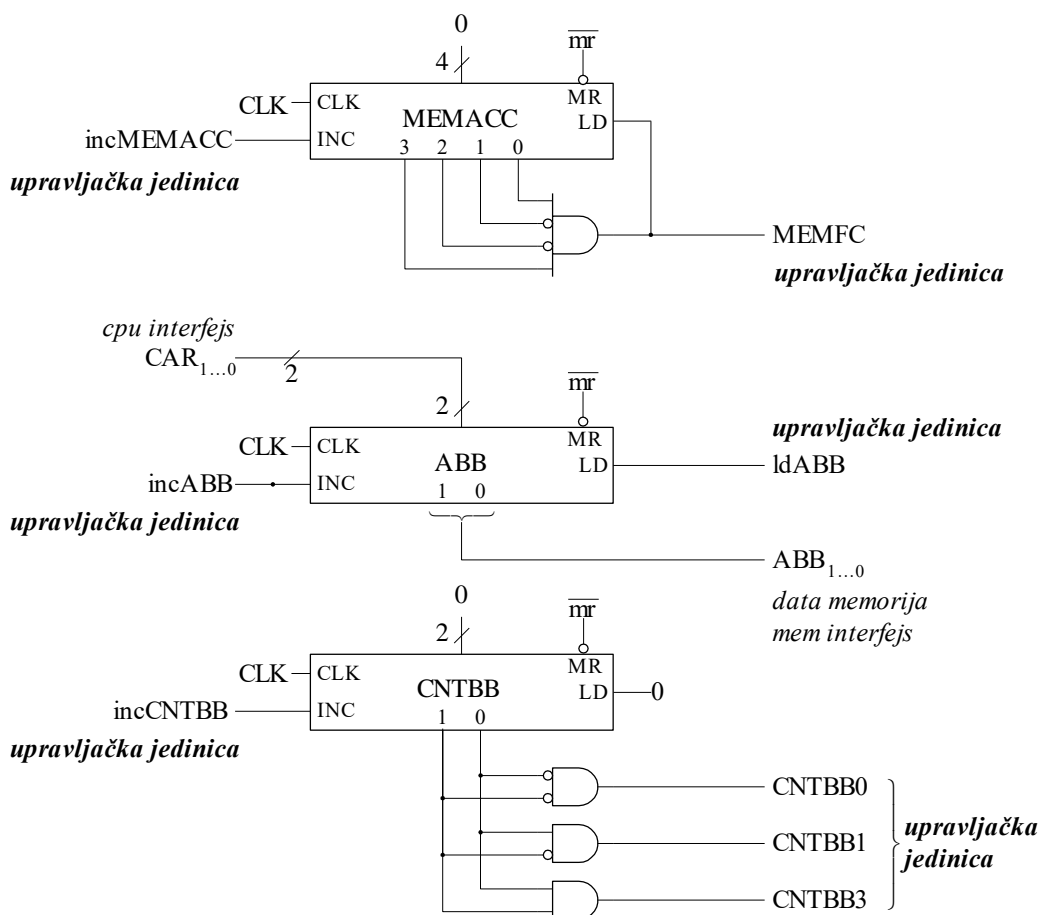 0
mr
4
CLK
CLK
MR
MEMACC
LD
incMEMACC
INC
3 2 1 0
upravljačka jedinica
MEMFC
upravljačka jedinica
cpu interfejs
CAR1...0
2
mr
2
upravljačka jedinica
CLK
CLK
MR
ABB
LD
ldABB
incABB
INC
1 0
upravljačka jedinica
ABB1...0
0
data memorija
mr
2
mem interfejs
CLK
CLK
MR
CNTBB
LD
0
incCNTBB
INC
1 0
upravljačka jedinica
CNTBB0
CNTBB1
upravljačka
jedinica
CNTBB3